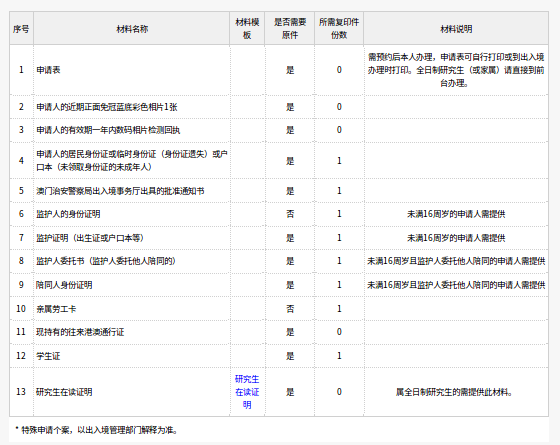 序号 材料名称 材料模板 是否需要原件 所需复印件份数 材料说明
1 申请表 是 0 需预约后本人办理，申请表可自行打印或到出入境办理时打印。全日制研究生（或家属）请直接到前台办理。
2 申请人的近期正面免冠蓝底彩色相片1张 是 0
3 申请人的有效期一年内数码相片检测回执 是 0
4 申请人的居民身份证或临时身份证（身份证遗失）或户口本（未领取身份证的未成年人） 是 1
5 澳门治安警察局出入境事务厅出具的批准通知书 是 1
6 监护人的身份证明 否 1 未满16周岁的申请人需提供
7 监护证明（出生证或户口本等） 是 1 未满16周岁的申请人需提供
8 监护人委托书（监护人委托他人陪同的） 是 1 未满16周岁且监护人委托他人陪同的申请人需提供
9 陪同人身份证明 是 1 未满16周岁且监护人委托他人陪同的申请人需提供
10 亲属劳工卡 否 1
11 现持有的往来港澳通行证 是 0
12 学生证 是 1
13 研究生在读证明 研究生在读证明 是 0 属全日制研究生的需提供此材料。
* 特殊申请个案，以出入境管理部门解释为准。